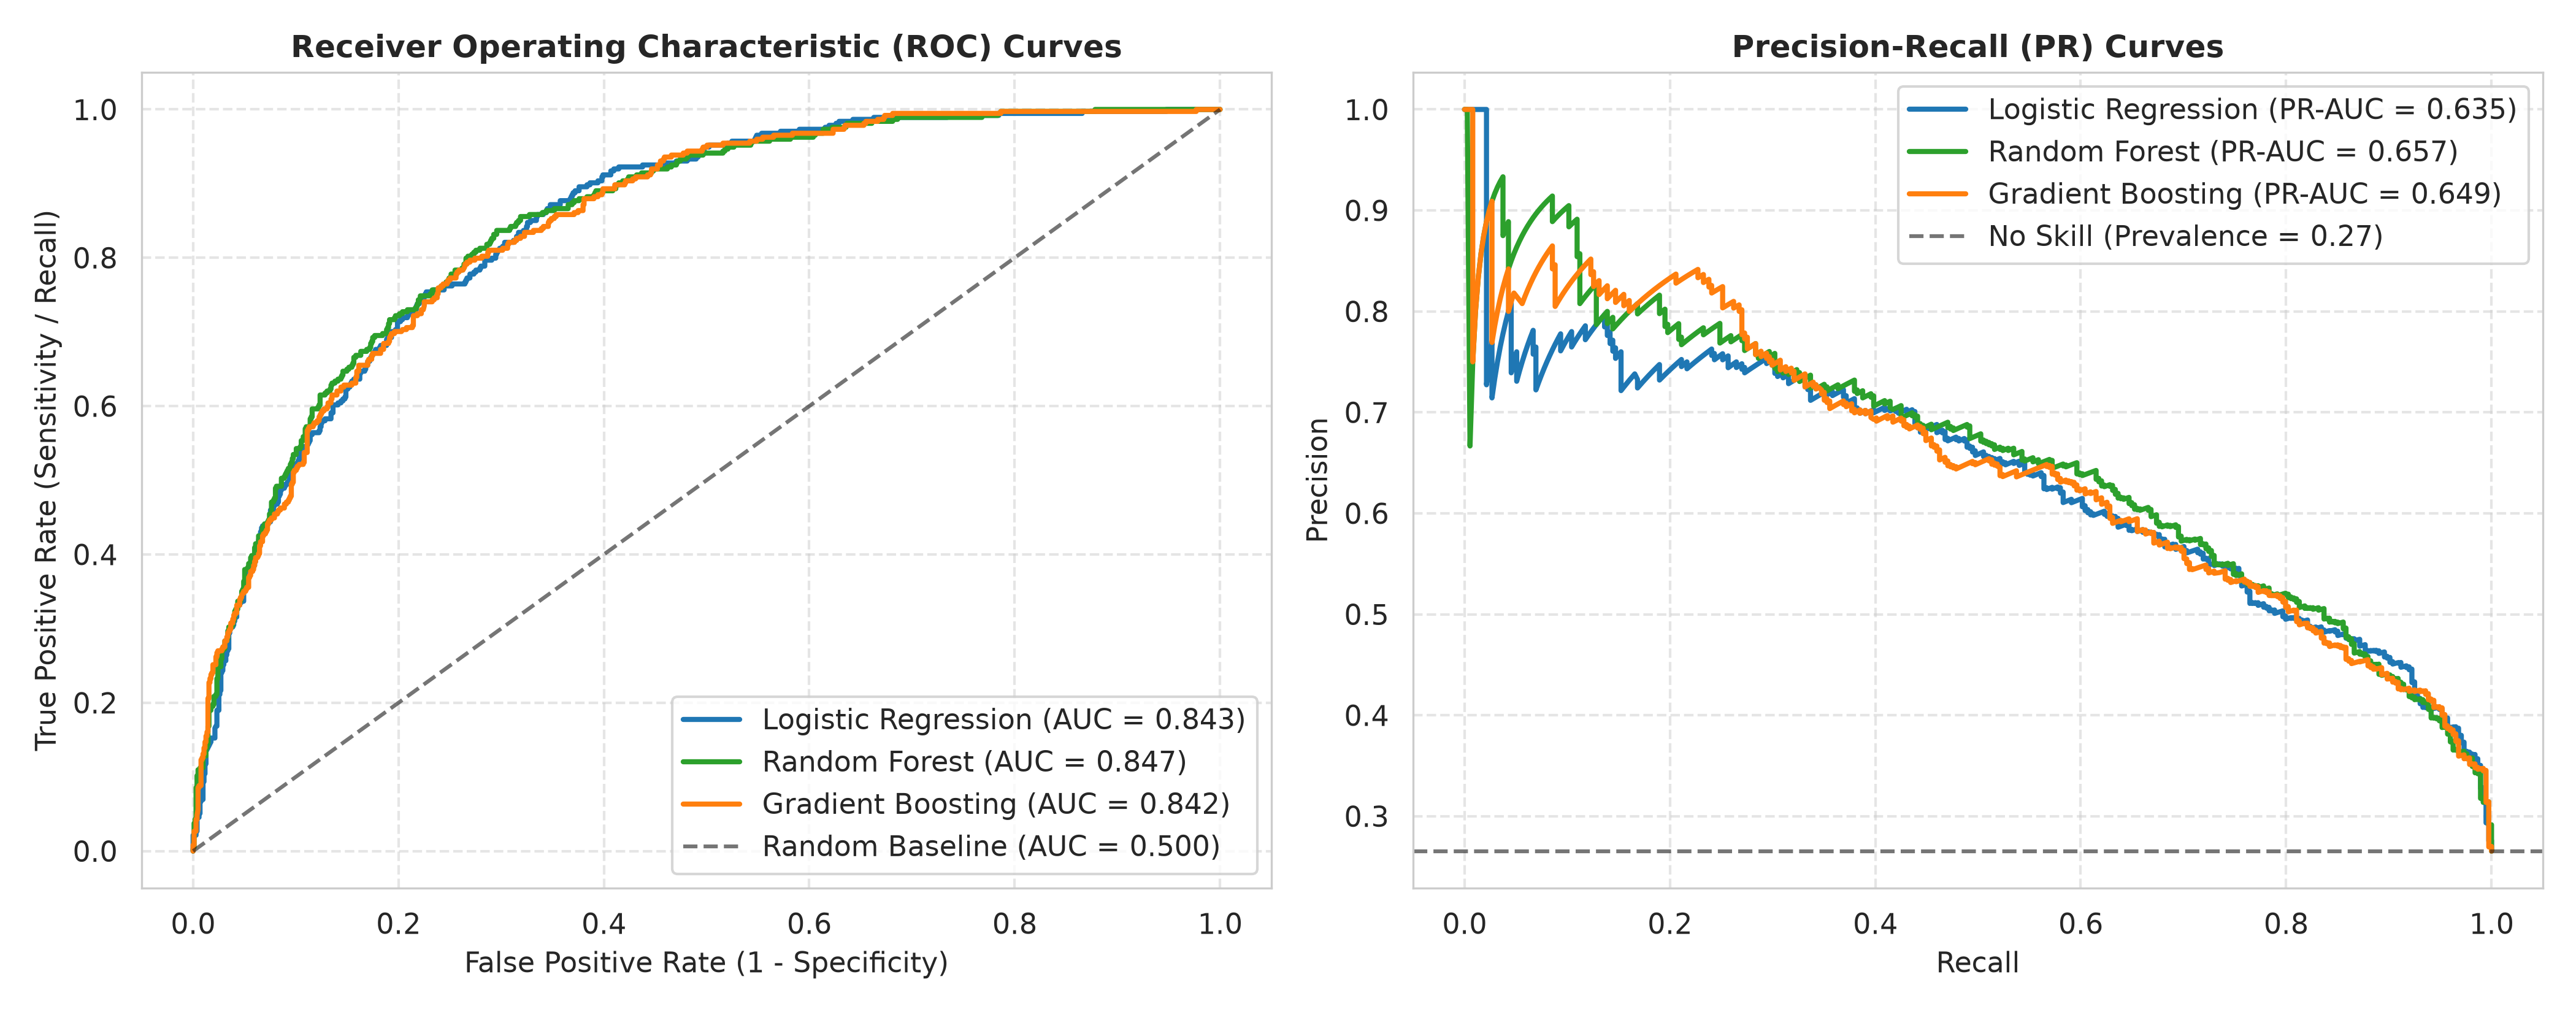 Receiver Operating Characteristic (ROC) Curves
True Positive Rate (Sensitivity / Recall)
1.0
0.8
0.6
0.4
0.2
0.0
Logistic Regression (AUC = 0.843)
Random Forest (AUC = 0.847)
Gradient Boosting (AUC = 0.842)
Random Baseline (AUC = 0.500)
0.0 0.2 0.4 0.6 0.8 1.0
False Positive Rate (1 - Specificity)
Precision-Recall (PR) Curves
Precision
1.0
0.9
0.8
0.7
0.6
0.5
0.4
0.3
Logistic Regression (PR-AUC = 0.635)
Random Forest (PR-AUC = 0.657)
Gradient Boosting (PR-AUC = 0.649)
No Skill (Prevalence = 0.27)
0.0 0.2 0.4 0.6 0.8 1.0
Recall